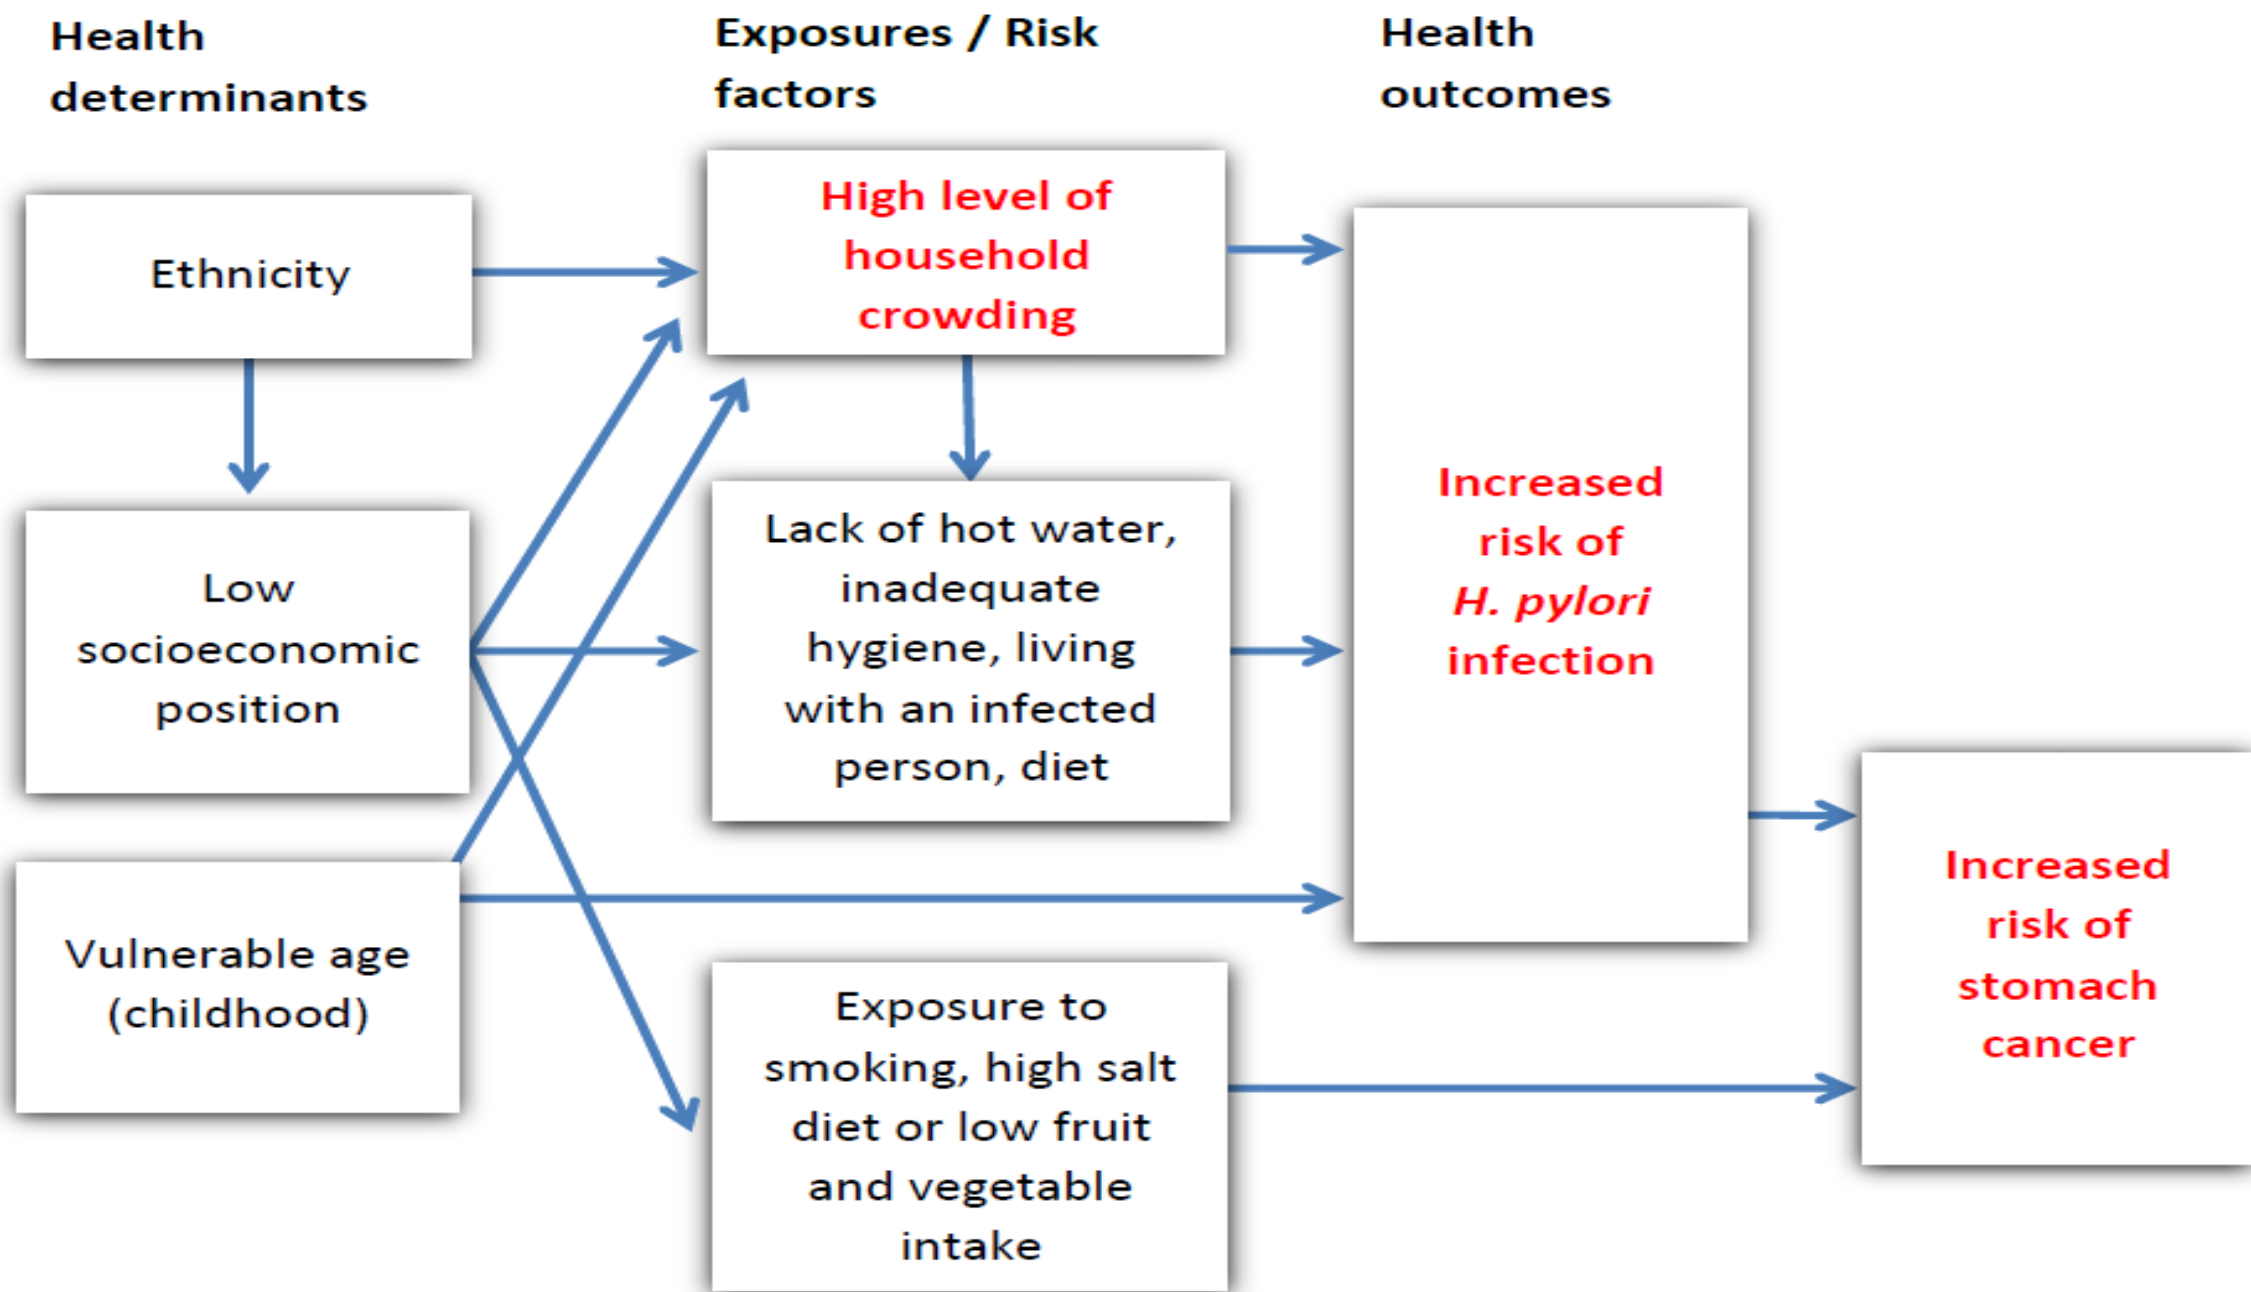 Health
determinants
Exposures / Risk
factors
Health
outcomes
Ethnicity
Low
socioeconomic
position
Vulnerable age
(childhood)
High level of
household
crowding
Lack of hot water,
inadequate
hygiene, living
with an infected
person, diet
Exposure to
smoking, high salt
diet or low fruit
and vegetable
intake
Increased
risk of
H. pylori
infection
Increased
risk of
stomach
cancer